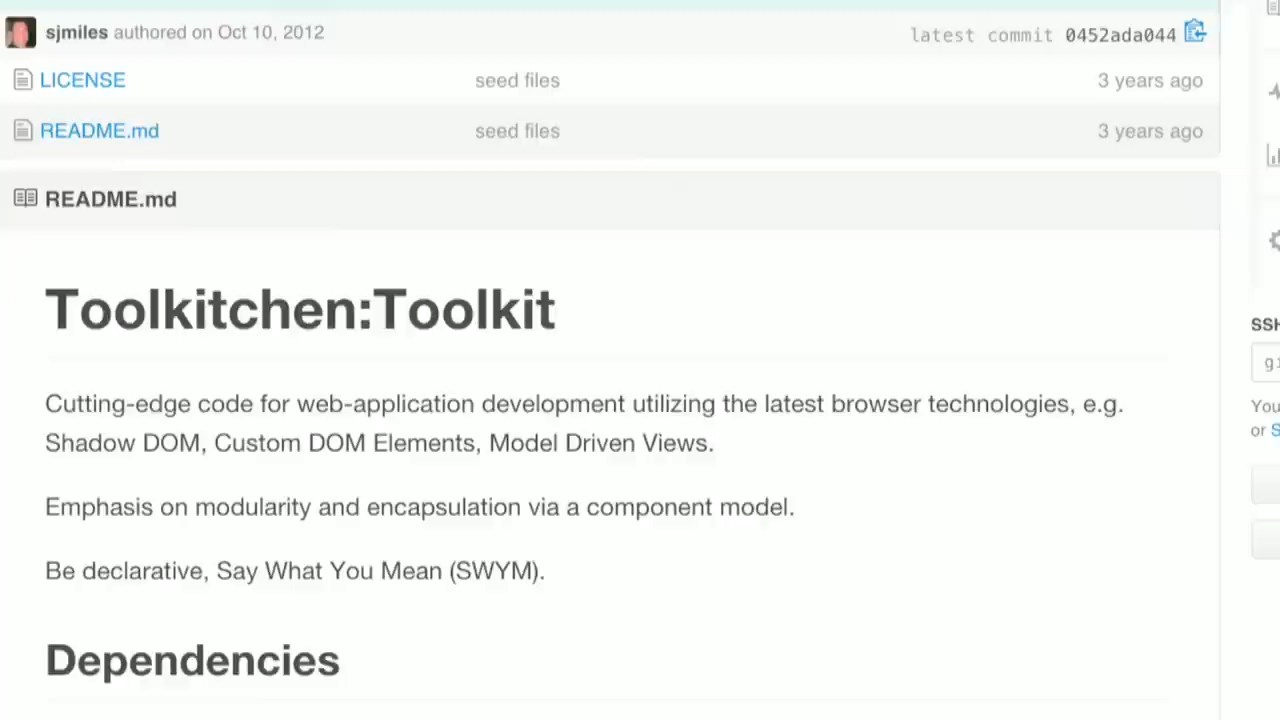 sjmiles authored on Oct 10, 2012
latest commit 0452ada044
LICENSE seed files 3 years ago
README.md seed files 3 years ago
README.md
Toolkitchen:Toolkit
Cutting-edge code for web-application development utilizing the latest browser technologies, e.g.
Shadow DOM, Custom DOM Elements, Model Driven Views.
Emphasis on modularity and encapsulation via a component model.
Be declarative, Say What You Mean (SWYM).
Dependencies
SSH
You
or S